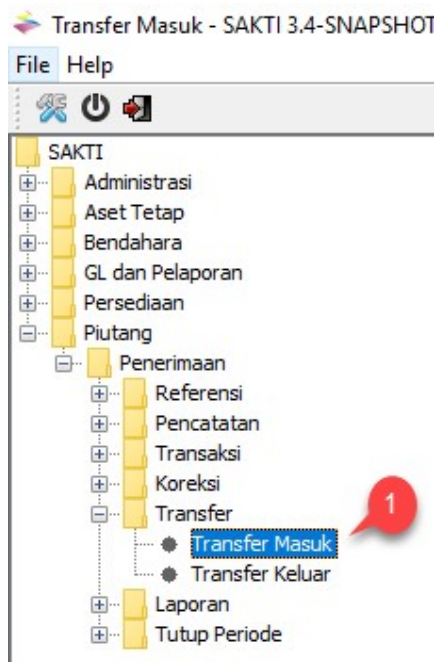 Transfer Masuk - SAKTI 3.4-SNAPSHOT
File Help
SAKTI
Administrasi
Aset Tetap
Bendahara
GL dan Pelaporan
Persediaan
Piutang
Penerimaan
Referensi
Pencatatan
Transaksi
Koreksi
Transfer
1
Transfer Masuk
Transfer Keluar
Laporan
Tutup Periode